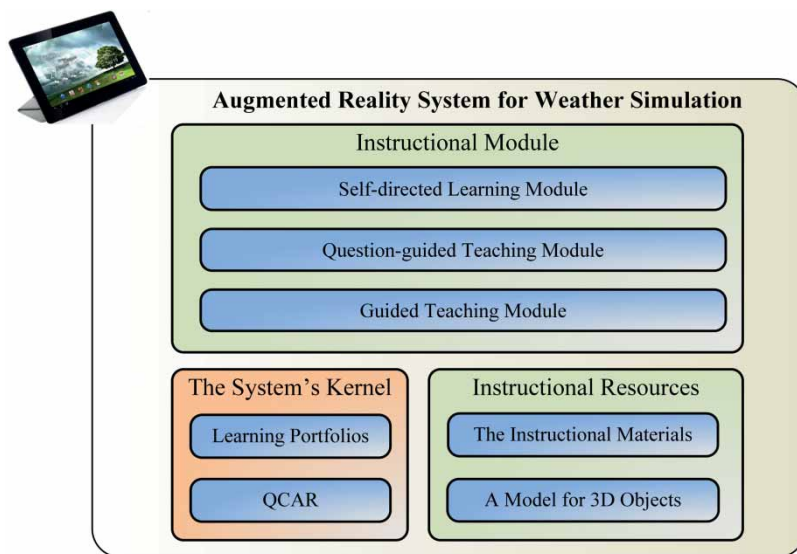 Augmented Reality System for Weather Simulation
Instructional Module
Self-directed Learning Module
Question-guided Teaching Module
Guided Teaching Module
The System's Kernel
Learning Portfolios
QCAR
Instructional Resources
The Instructional Materials
A Model for 3D Objects